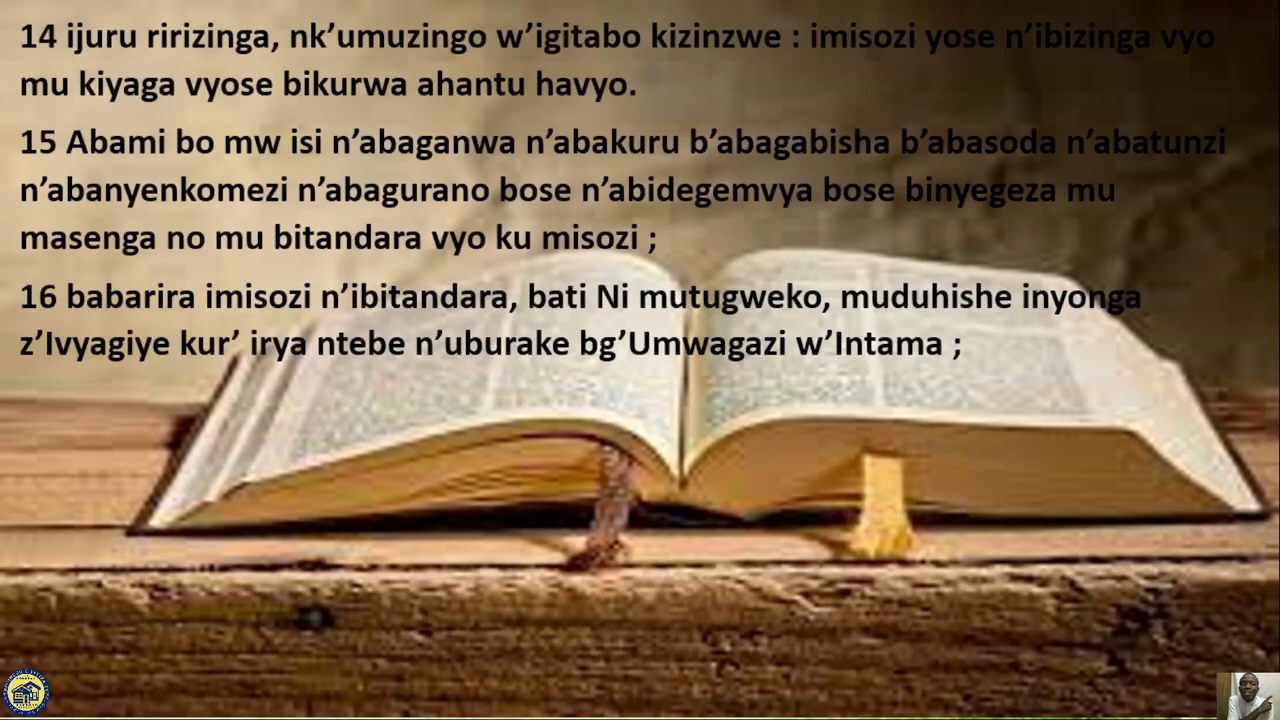 14 ijuru ririzinga, nk’umuzingo w’igitabo kizinzwe : imisozi yose n’ibizinga vyo
mu kiyaga vyose bikurwa ahantu havyo.
15 Abami bo mw isi n’abaganwa n’abakuru b’abagabisha b’abasoda n’abatunzi
n’abanyenkomezi n’abagurano bose n’abidegemvya bose binyegeza mu
masenga no mu bitandara vyo ku misozi ;
16 babarira imisozi n’ibitandara, bati Ni mutugweko, muduhishe inyonga
z’Ivyagiye kur’ irya ntebe n’uburake bg’Umwagazi w’Intama ;